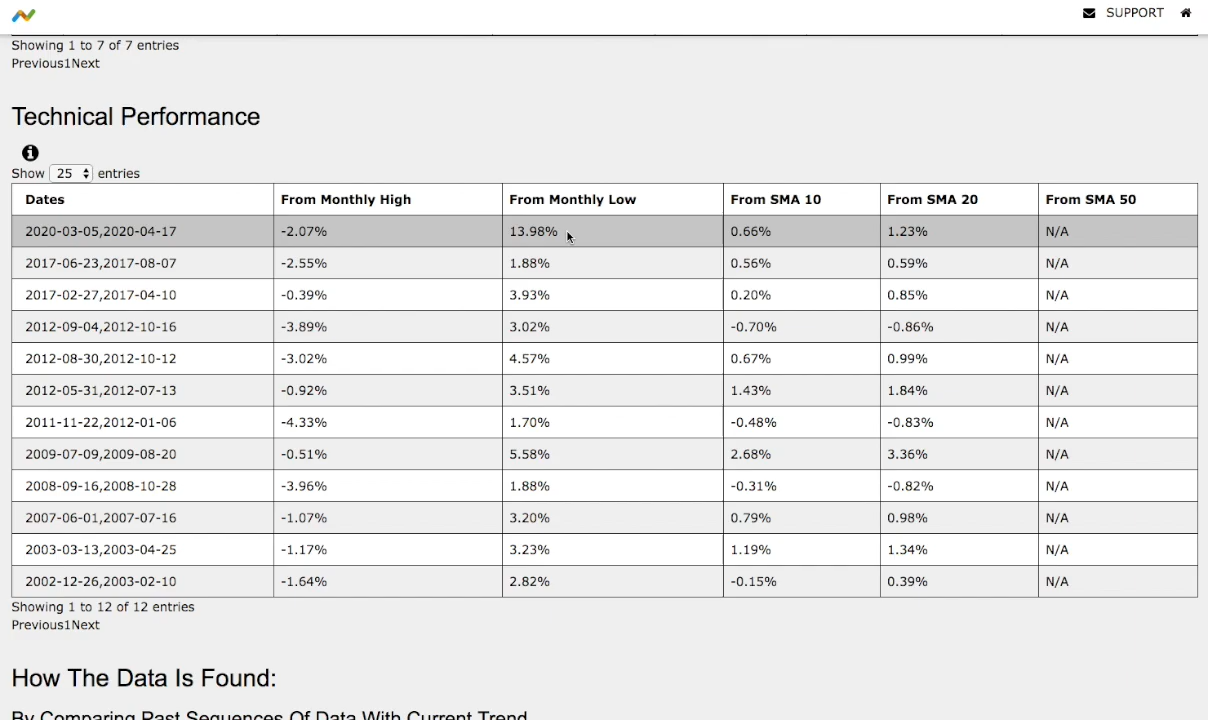 SUPPORT
Showing 1 to 7 of 7 entries
Previous1Next
Technical Performance
Show 25 entries
Dates From Monthly High From Monthly Low From SMA 10 From SMA 20 From SMA 50
2020-03-05,2020-04-17 -2.07% 13.98% 0.66% 1.23% N/A
2017-06-23,2017-08-07 -2.55% 1.88% 0.56% 0.59% N/A
2017-02-27,2017-04-10 -0.39% 3.93% 0.20% 0.85% N/A
2012-09-04,2012-10-16 -3.89% 3.02% -0.70% -0.86% N/A
2012-08-30,2012-10-12 -3.02% 4.57% 0.67% 0.99% N/A
2012-05-31,2012-07-13 -0.92% 3.51% 1.43% 1.84% N/A
2011-11-22,2012-01-06 -4.33% 1.70% -0.48% -0.83% N/A
2009-07-09,2009-08-20 -0.51% 5.58% 2.68% 3.36% N/A
2008-09-16,2008-10-28 -3.96% 1.88% -0.31% -0.82% N/A
2007-06-01,2007-07-16 -1.07% 3.20% 0.79% 0.98% N/A
2003-03-13,2003-04-25 -1.17% 3.23% 1.19% 1.34% N/A
2002-12-26,2003-02-10 -1.64% 2.82% -0.15% 0.39% N/A
Showing 1 to 12 of 12 entries
Previous1Next
How The Data Is Found:
By Comparing Past Sequences Of Data With Current Trend